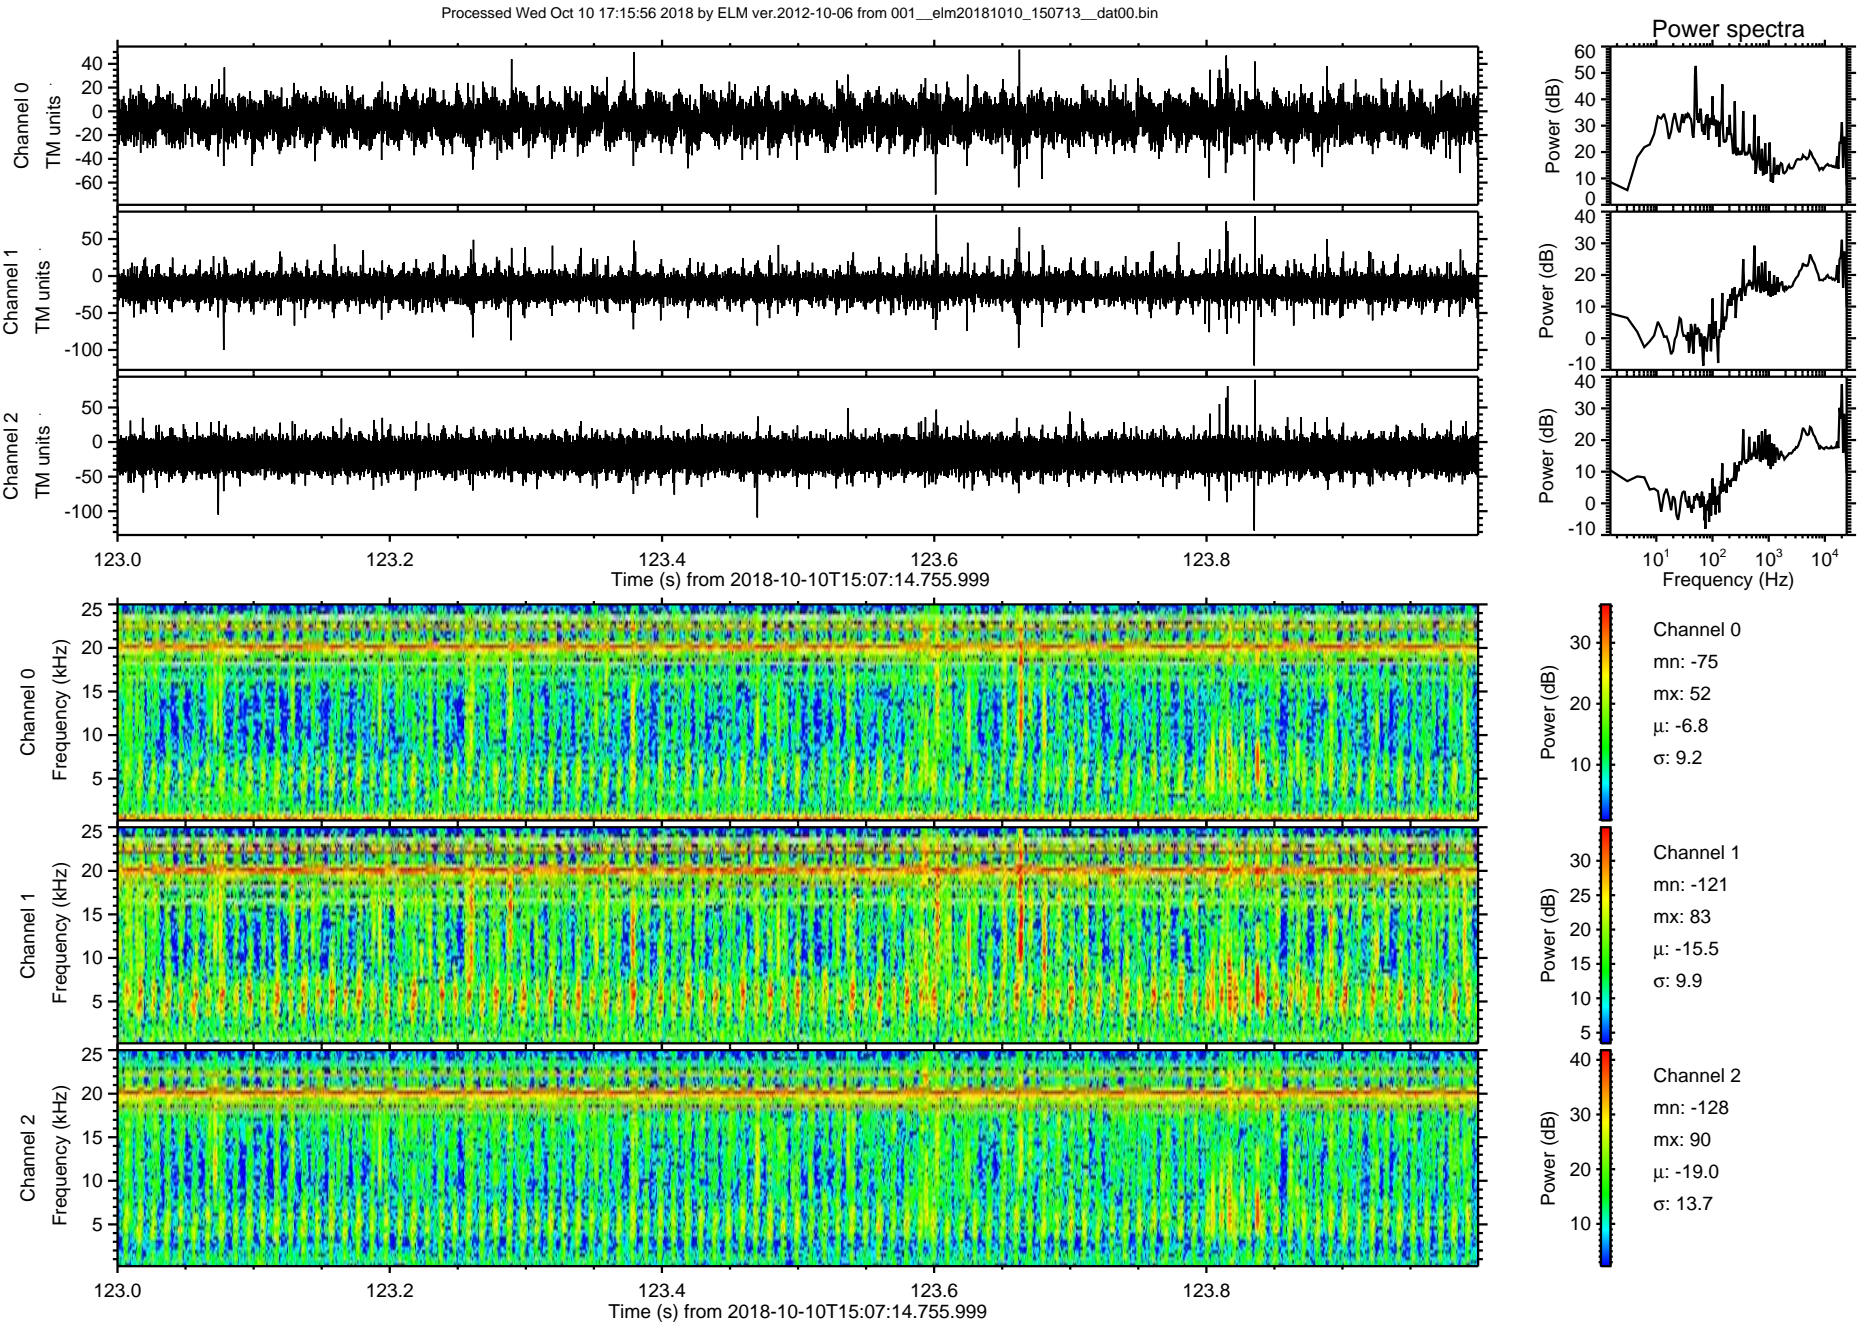 Processed Wed Oct 10 17:15:56 2018 by ELM ver.2012-10-06 from 001__elm20181010_150713__dat00.bin
Power spectra
Channel 0
TM units
40
20
0
-20
-40
-60
Power (dB)
60
50
40
30
20
10
0
Channel 1
TM units
50
0
-50
-100
Power (dB)
40
30
20
10
0
-10
Channel 2
TM units
50
0
-50
-100
Power (dB)
40
30
20
10
0
-10
123.0 123.2 123.4 123.6 123.8
Time (s) from 2018-10-10T15:07:14.755.999
10¹ 10² 10³ 10⁴
Frequency (Hz)
Channel 0
Frequency (kHz)
25
20
15
10
5
Power (dB)
30
20
10
Channel 0
mn: -75
mx: 52
µ: -6.8
σ: 9.2
Channel 1
Frequency (kHz)
25
20
15
10
5
Power (dB)
30
25
20
15
10
5
Channel 1
mn: -121
mx: 83
µ: -15.5
σ: 9.9
Channel 2
Frequency (kHz)
25
20
15
10
5
Power (dB)
40
30
20
10
Channel 2
mn: -128
mx: 90
µ: -19.0
σ: 13.7
123.0 123.2 123.4 123.6 123.8
Time (s) from 2018-10-10T15:07:14.755.999